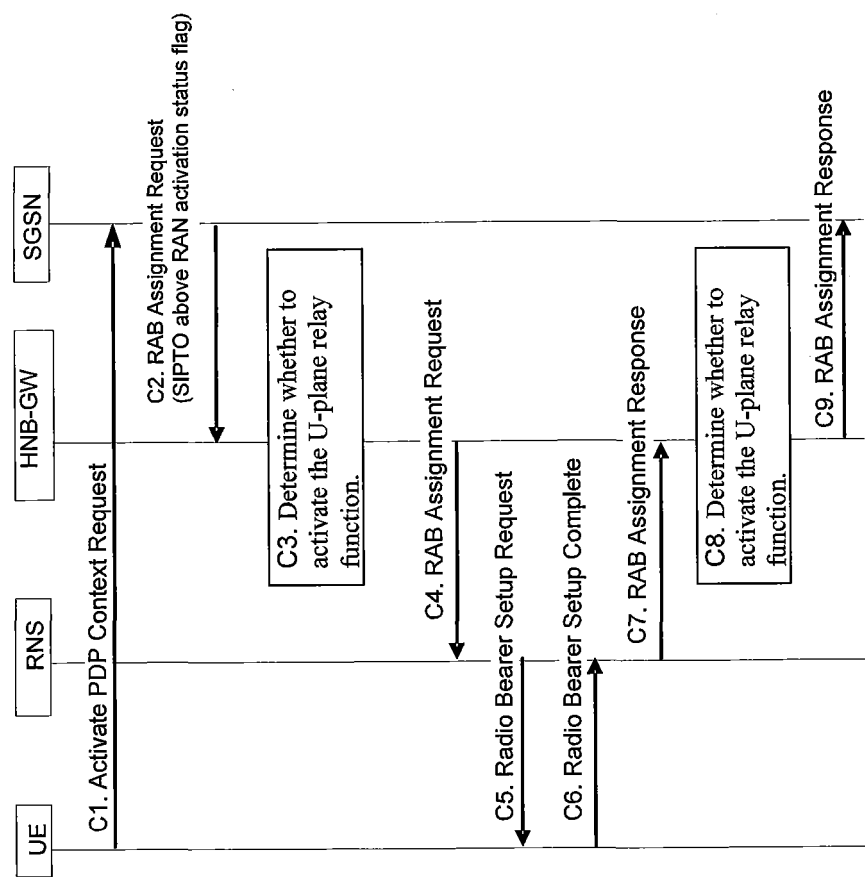 UE
RNS
HNB-GW
SGSN
C1. Activate PDP Context Request
C2. RAB Assignment Request
(SIPTO above RAN activation status flag)
C3. Determine whether to
activate the U-plane relay
function.
C4. RAB Assignment Request
C5. Radio Bearer Setup Request
C6. Radio Bearer Setup Complete
C7. RAB Assignment Response
C8. Determine whether to
activate the U-plane relay
function.
C9. RAB Assignment Response